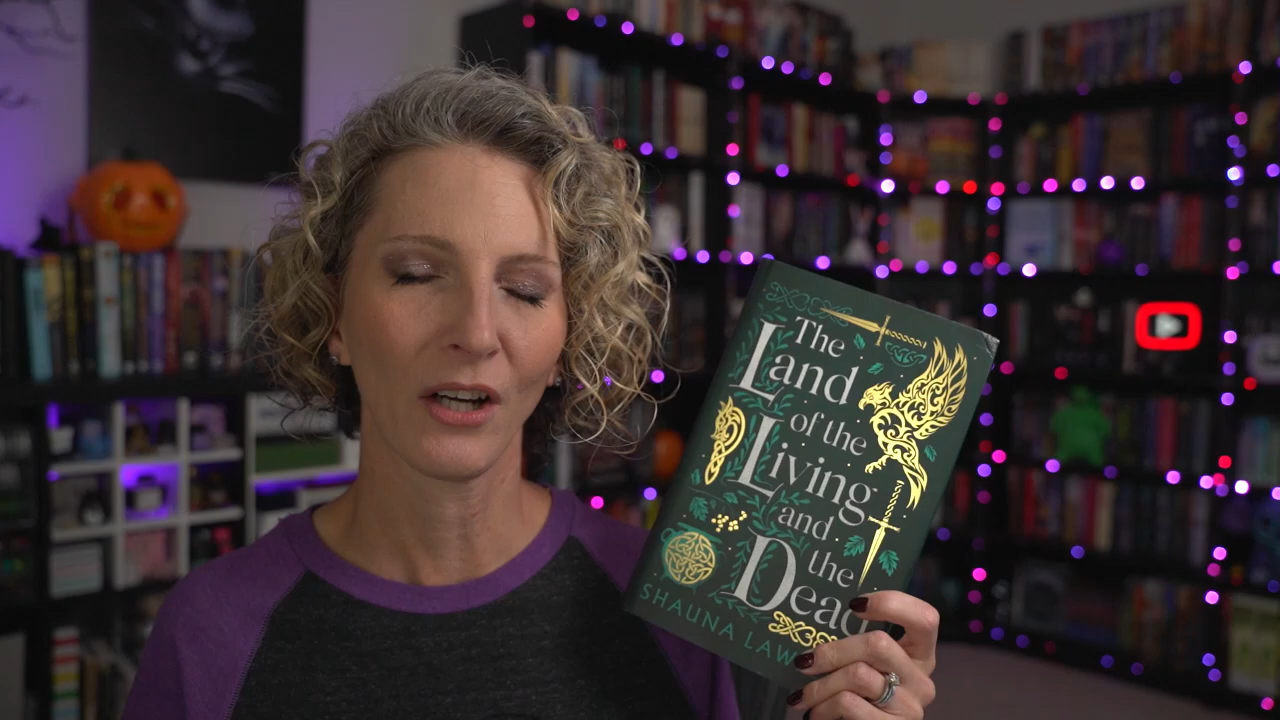 The
Land
of the
Living
and
the
Dead
SHAUNA LAW